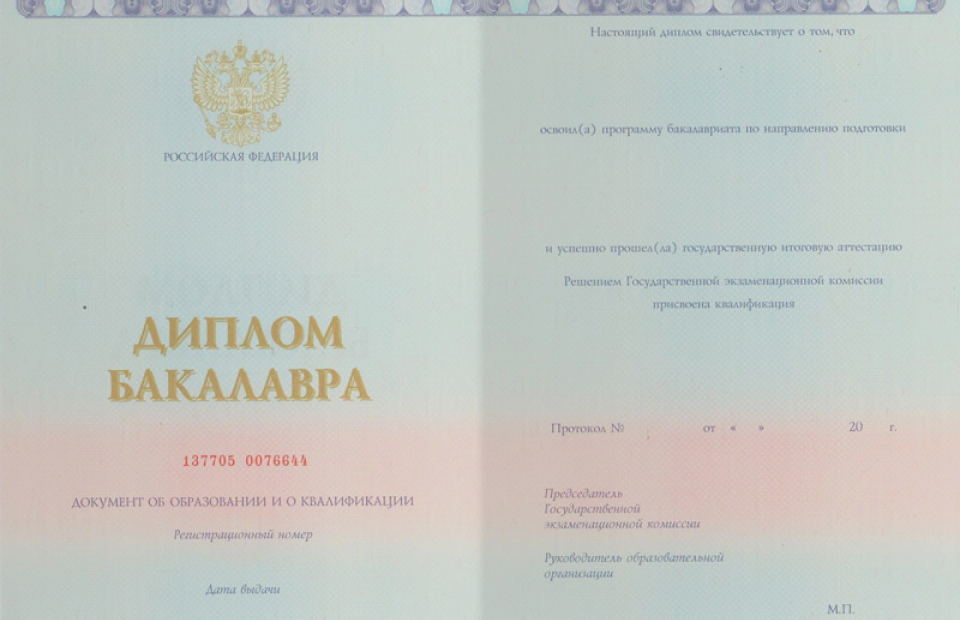 РОССИЙСКАЯ ФЕДЕРАЦИЯ
ДИПЛОМ
БАКАЛАВРА
137705 0076644
ДОКУМЕНТ ОБ ОБРАЗОВАНИИ И О КВАЛИФИКАЦИИ
Регистрационный номер
Дата выдачи
Настоящий диплом свидетельствует о том, что
освоил(а) программу бакалавриата по направлению подготовки
и успешно прошел(ла) государственную итоговую аттестацию
Решением Государственной экзаменационной комиссии
присвоена квалификация
Протокол № от « » 20 г.
Председатель
Государственной
экзаменационной комиссии
Руководитель образовательной
организации
М.П.